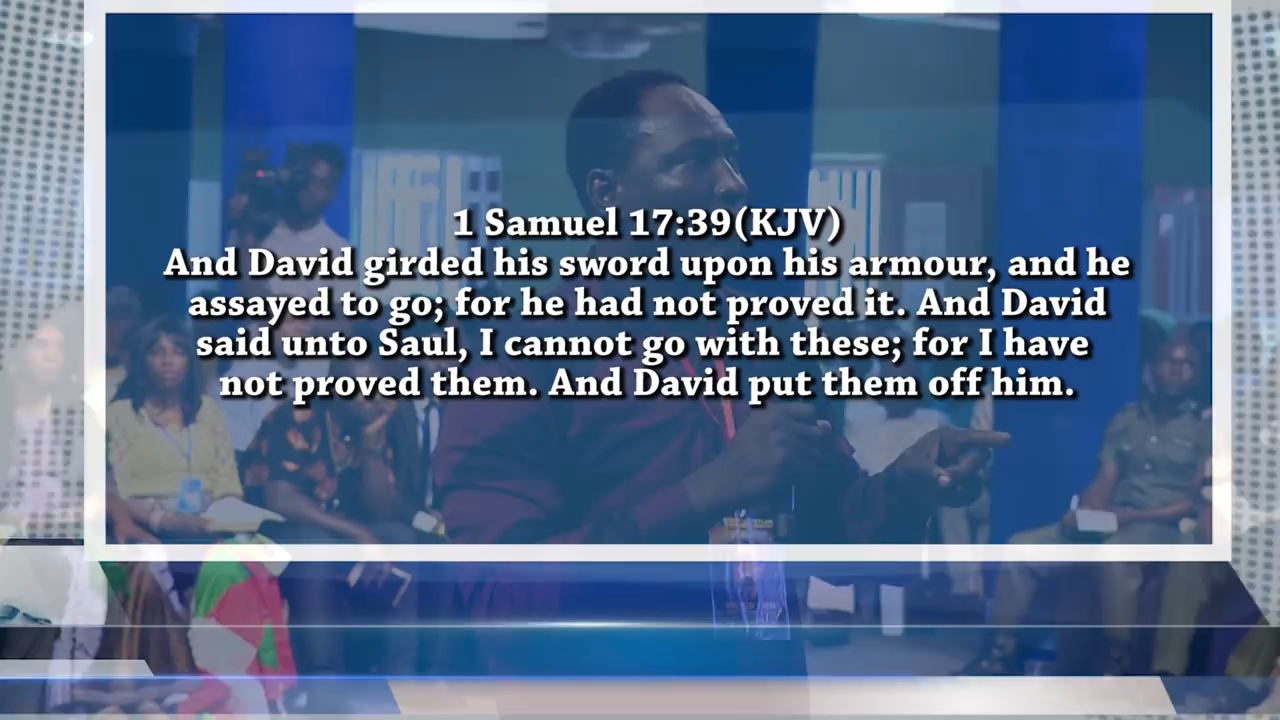 1 Samuel 17:39(KJV)
And David girded his sword upon his armour, and he
assayed to go; for he had not proved it. And David
said unto Saul, I cannot go with these; for I have
not proved them. And David put them off him.